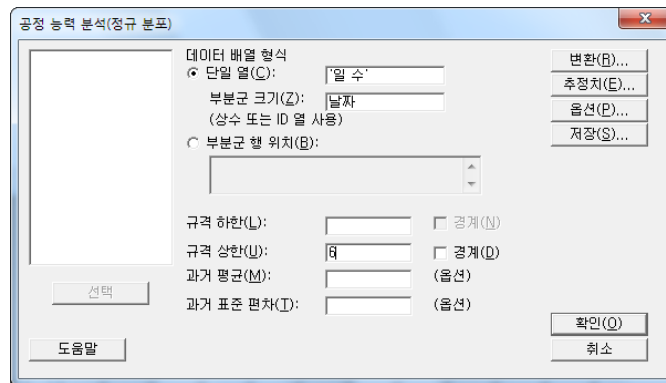 공정 능력 분석(정규 분포)
데이터 배열 형식
단일 열(C): '일 수'
부분군 크기(Z): 날짜
(상수 또는 ID 열 사용)
부분군 행 위치(B):
변환(R)...
추정치(E)...
옵션(P)...
저장(S)...
규격 하한(L): 경계(N)
규격 상한(U): 6 경계(D)
과거 평균(M): (옵션)
과거 표준 편차(T): (옵션)
선택
도움말
확인(O)
취소